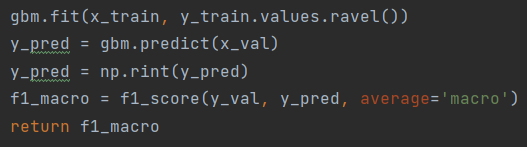 gbm.fit(x_train, y_train.values.ravel())
y_pred = gbm.predict(x_val)
y_pred = np.rint(y_pred)
f1_macro = f1_score(y_val, y_pred, average='macro')
return f1_macro